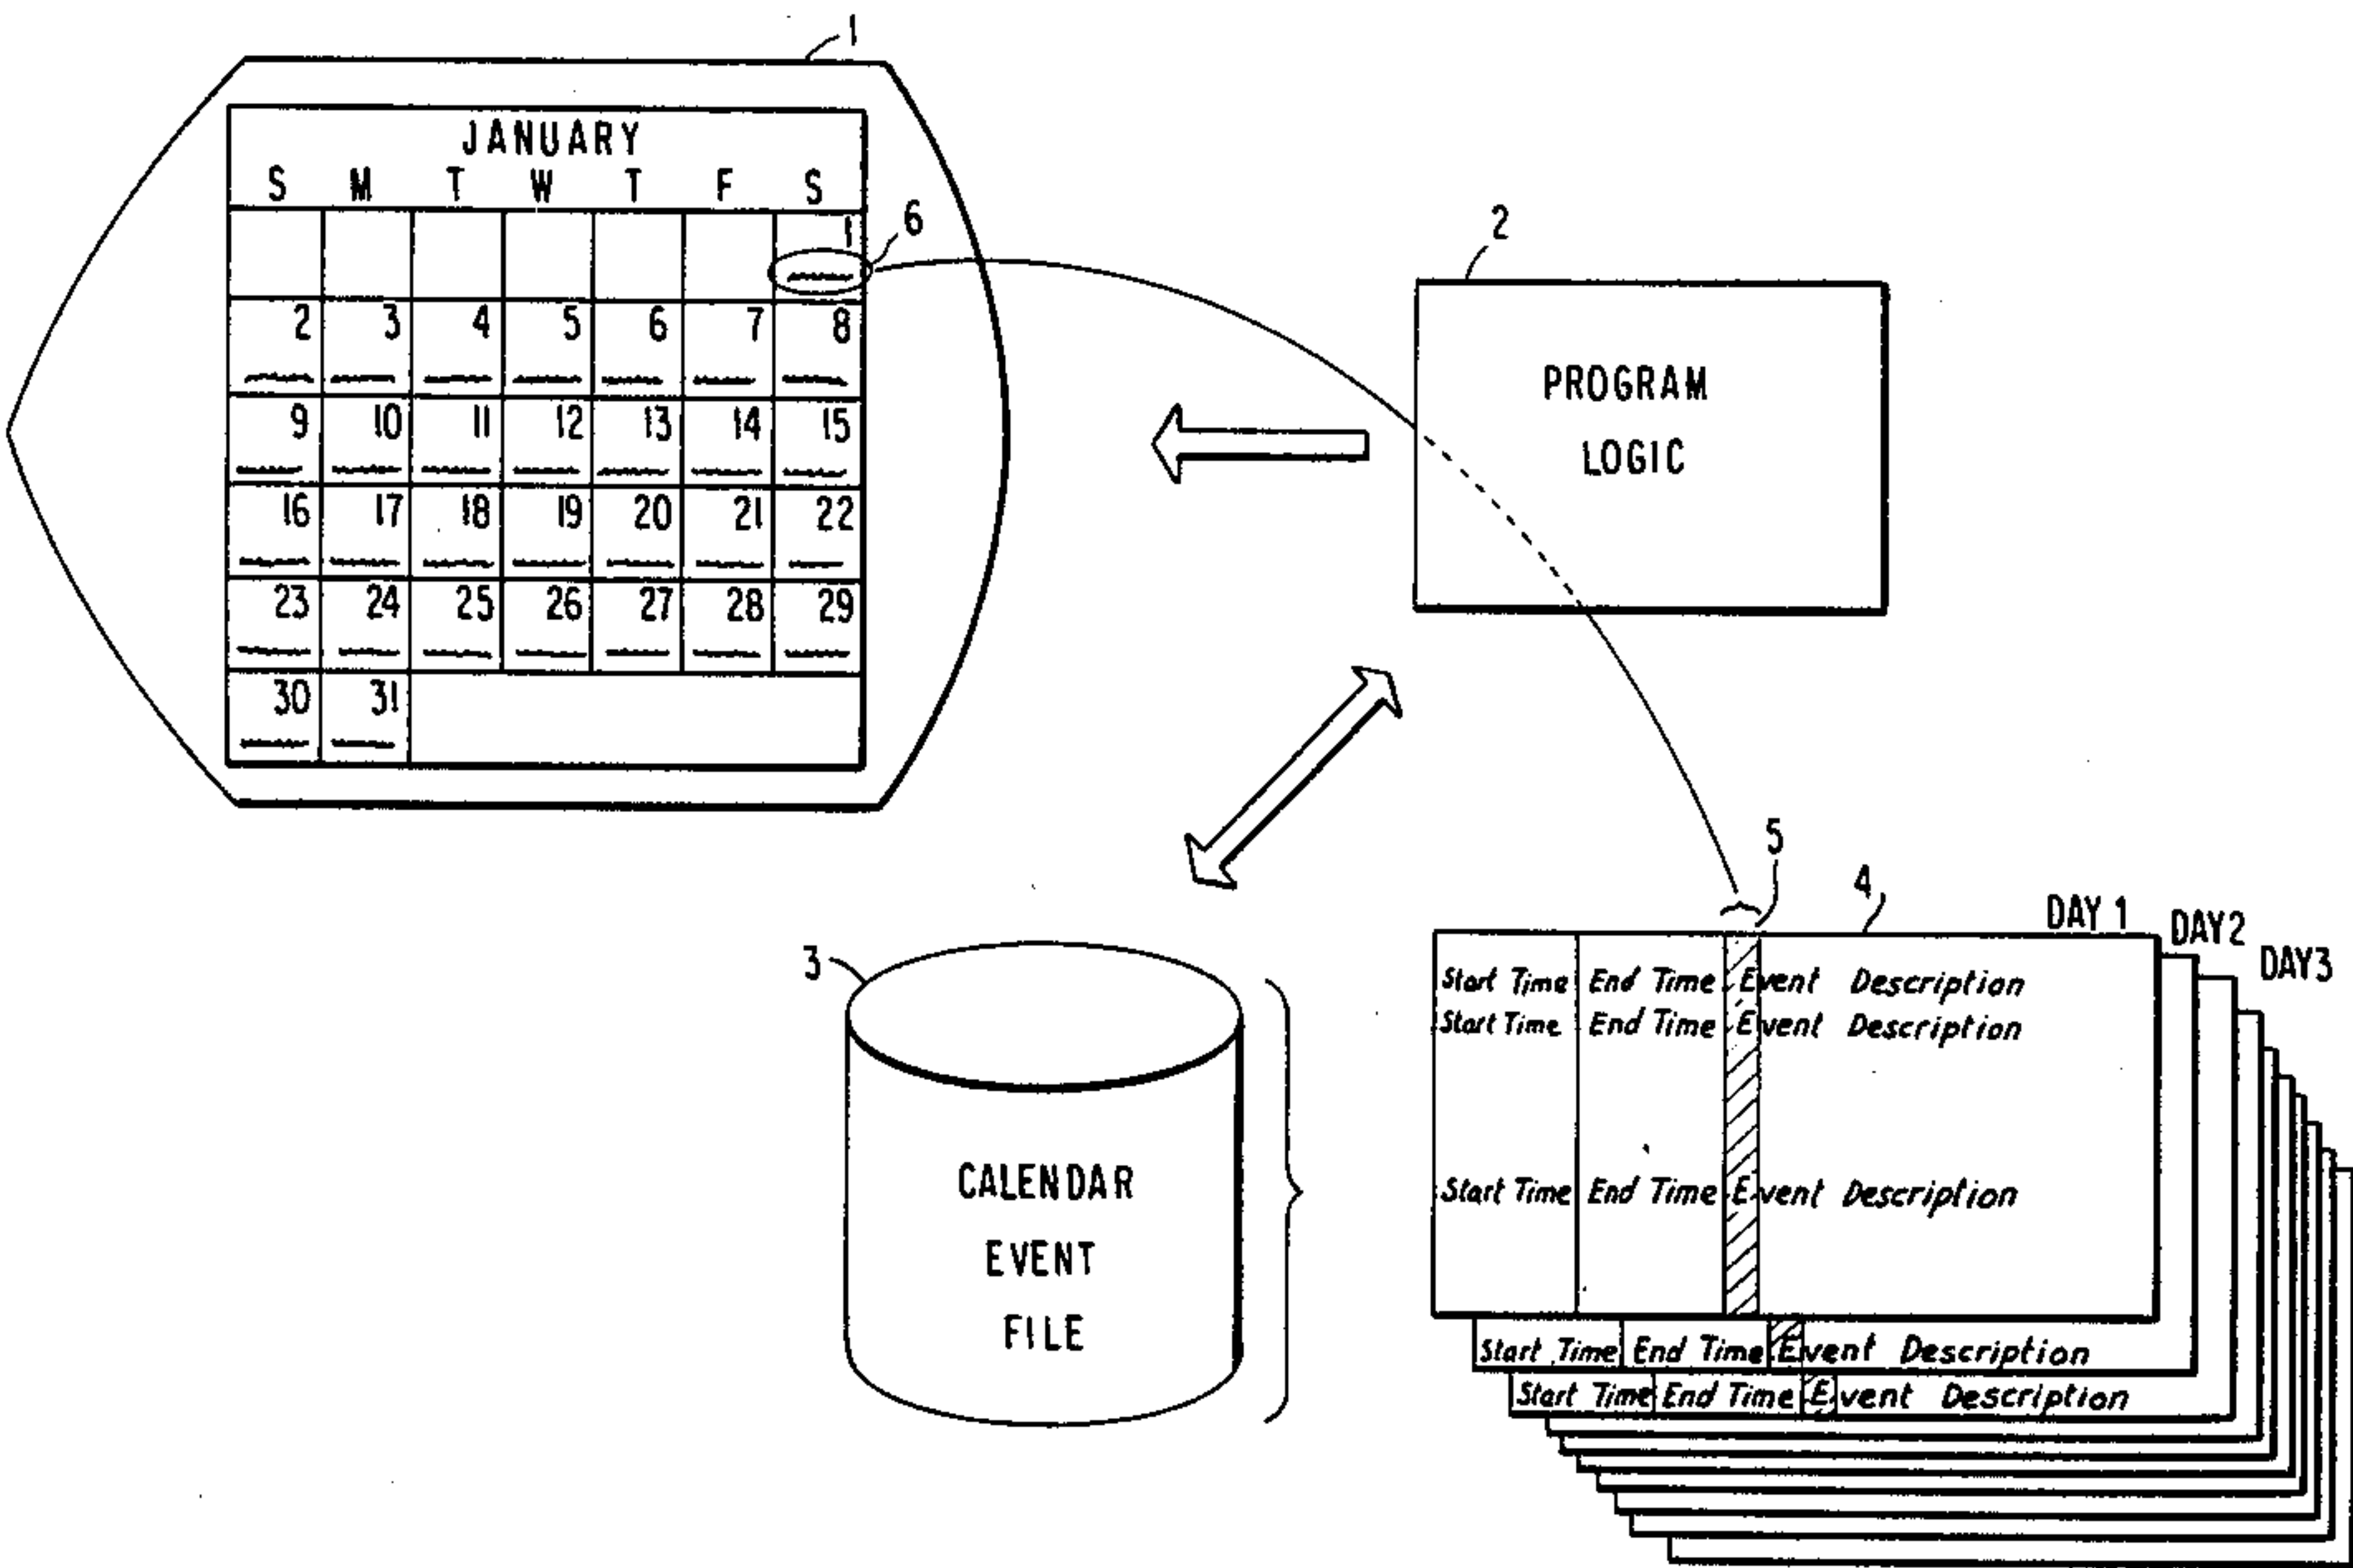 1
JANUARY
S M T W T F S
1
6
2 3 4 5 6 7 8
9 10 11 12 13 14 15
16 17 18 19 20 21 22
23 24 25 26 27 28 29
30 31
2
PROGRAM
LOGIC
3
CALENDAR
EVENT
FILE
5
4
DAY 1
DAY2
DAY3
Start Time End Time Event Description
Start Time End Time Event Description
Start Time End Time Event Description
Start Time End Time Event Description
Start Time End Time Event Description